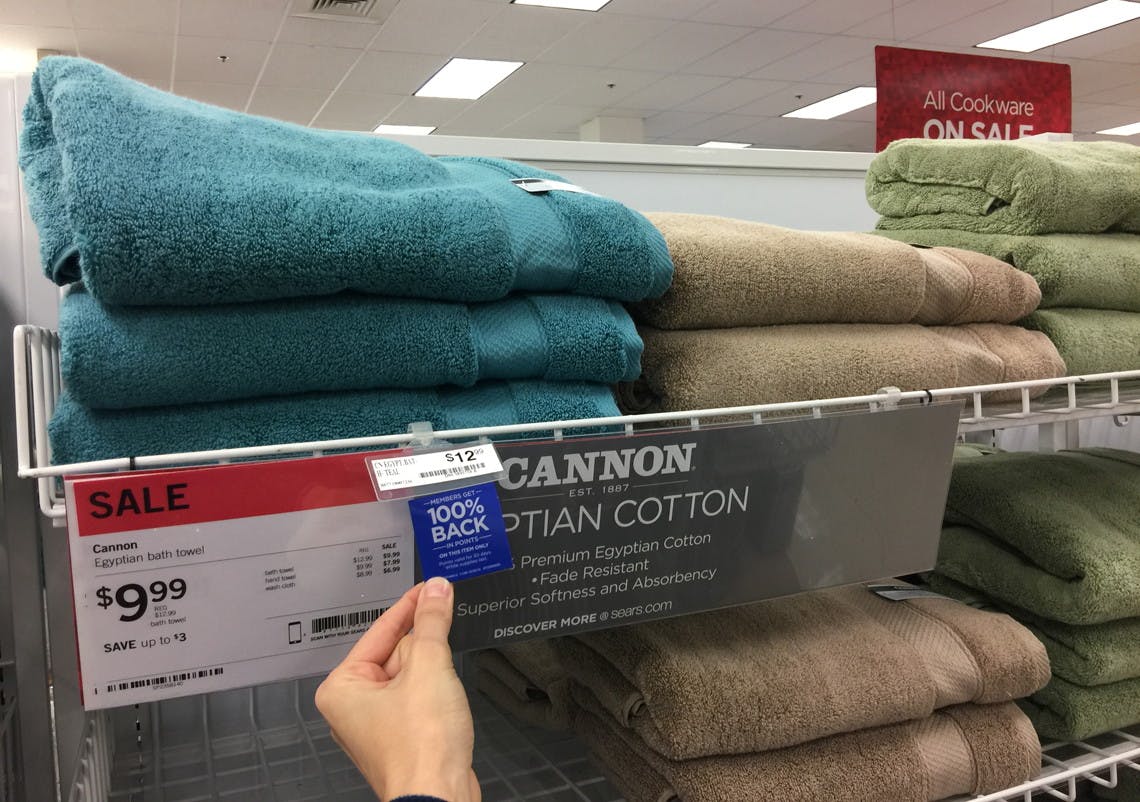 All Cookware
ON SALE
SALE
Cannon
Egyptian bath towel
$9.99
REG
$12.99
bath towel
SAVE up to $3
REG SALE
bath towel $12.99 $9.99
hand towel $9.99 $7.99
wash cloth $8.99 $6.99
SCAN WITH YOUR SEARS
$12.99
MEMBERS GET
100%
BACK
IN POINTS
ON THIS ITEM ONLY
CANNON
EST. 1887
PTIAN COTTON
Premium Egyptian Cotton
• Fade Resistant
Superior Softness and Absorbency
DISCOVER MORE @ sears.com